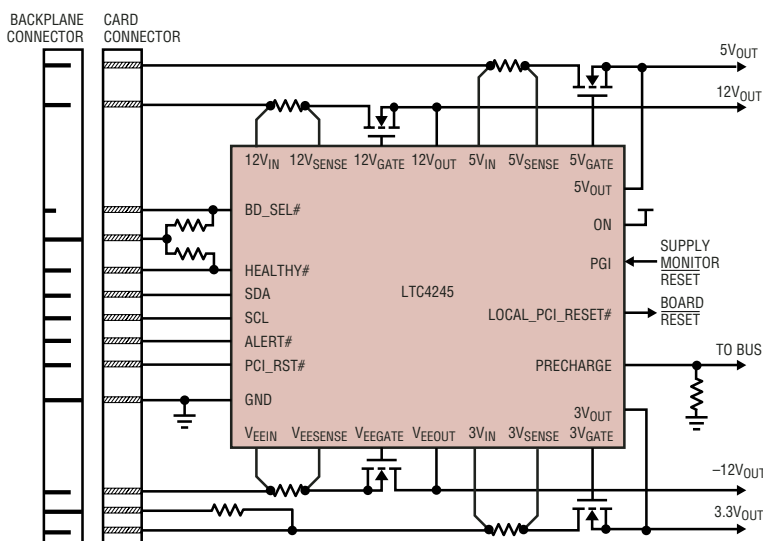 BACKPLANE CONNECTOR
CARD CONNECTOR
5VOUT
12VOUT
12VIN 12VSENSE 12VGATE 12VOUT 5VIN 5VSENSE 5VGATE
5VOUT
BD_SEL#
ON
HEALTHY#
PGI
SUPPLY
MONITOR
RESET
SDA
LTC4245
SCL
LOCAL_PCI_RESET#
BOARD
RESET
ALERT#
PCI_RST#
PRECHARGE
TO BUS
GND
3VOUT
VEEIN VEESENSE VEEGATE VEEOUT 3VIN 3VSENSE 3VGATE
–12VOUT
3.3VOUT